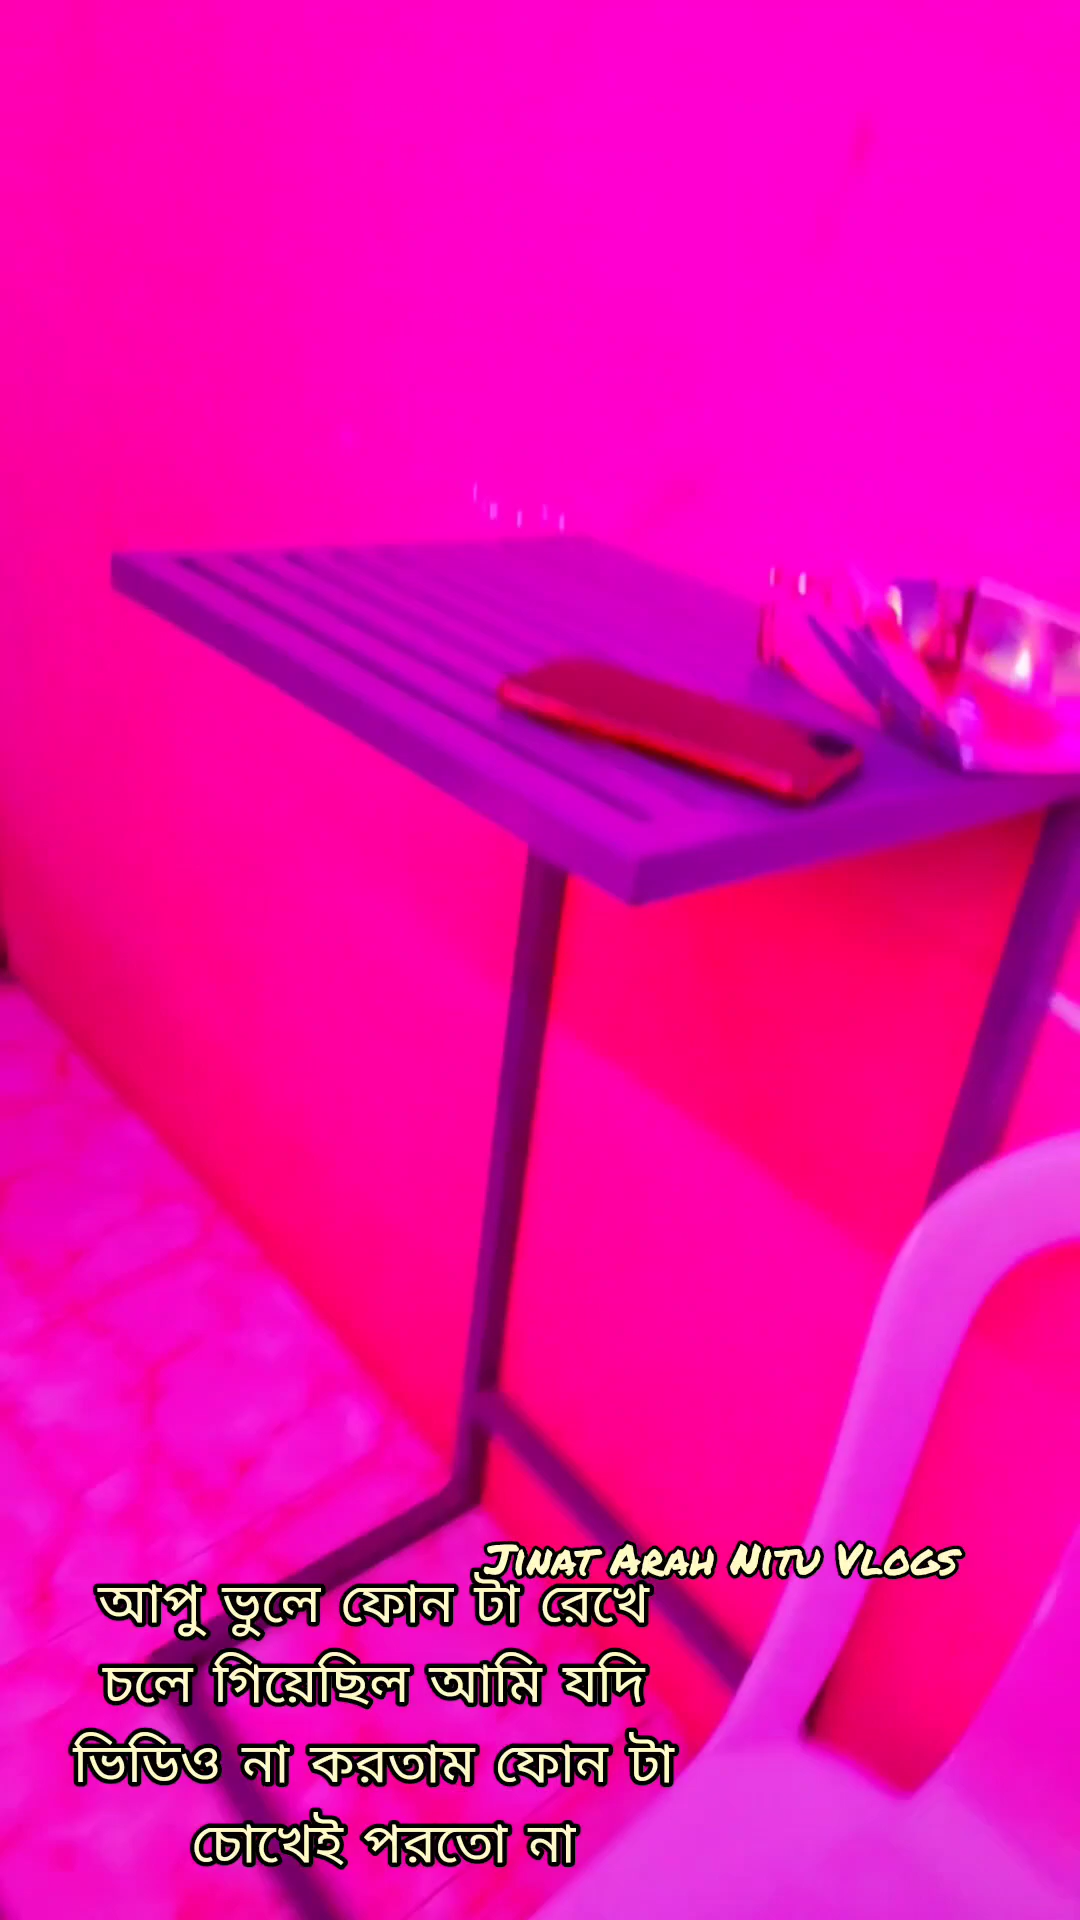 Jinat Arah Nitu Vlogs
আপু ভুলে ফোন টা রেখে
চলে গিয়েছিল আমি যদি
ভিডিও না করতাম ফোন টা
চোখেই পরতো না